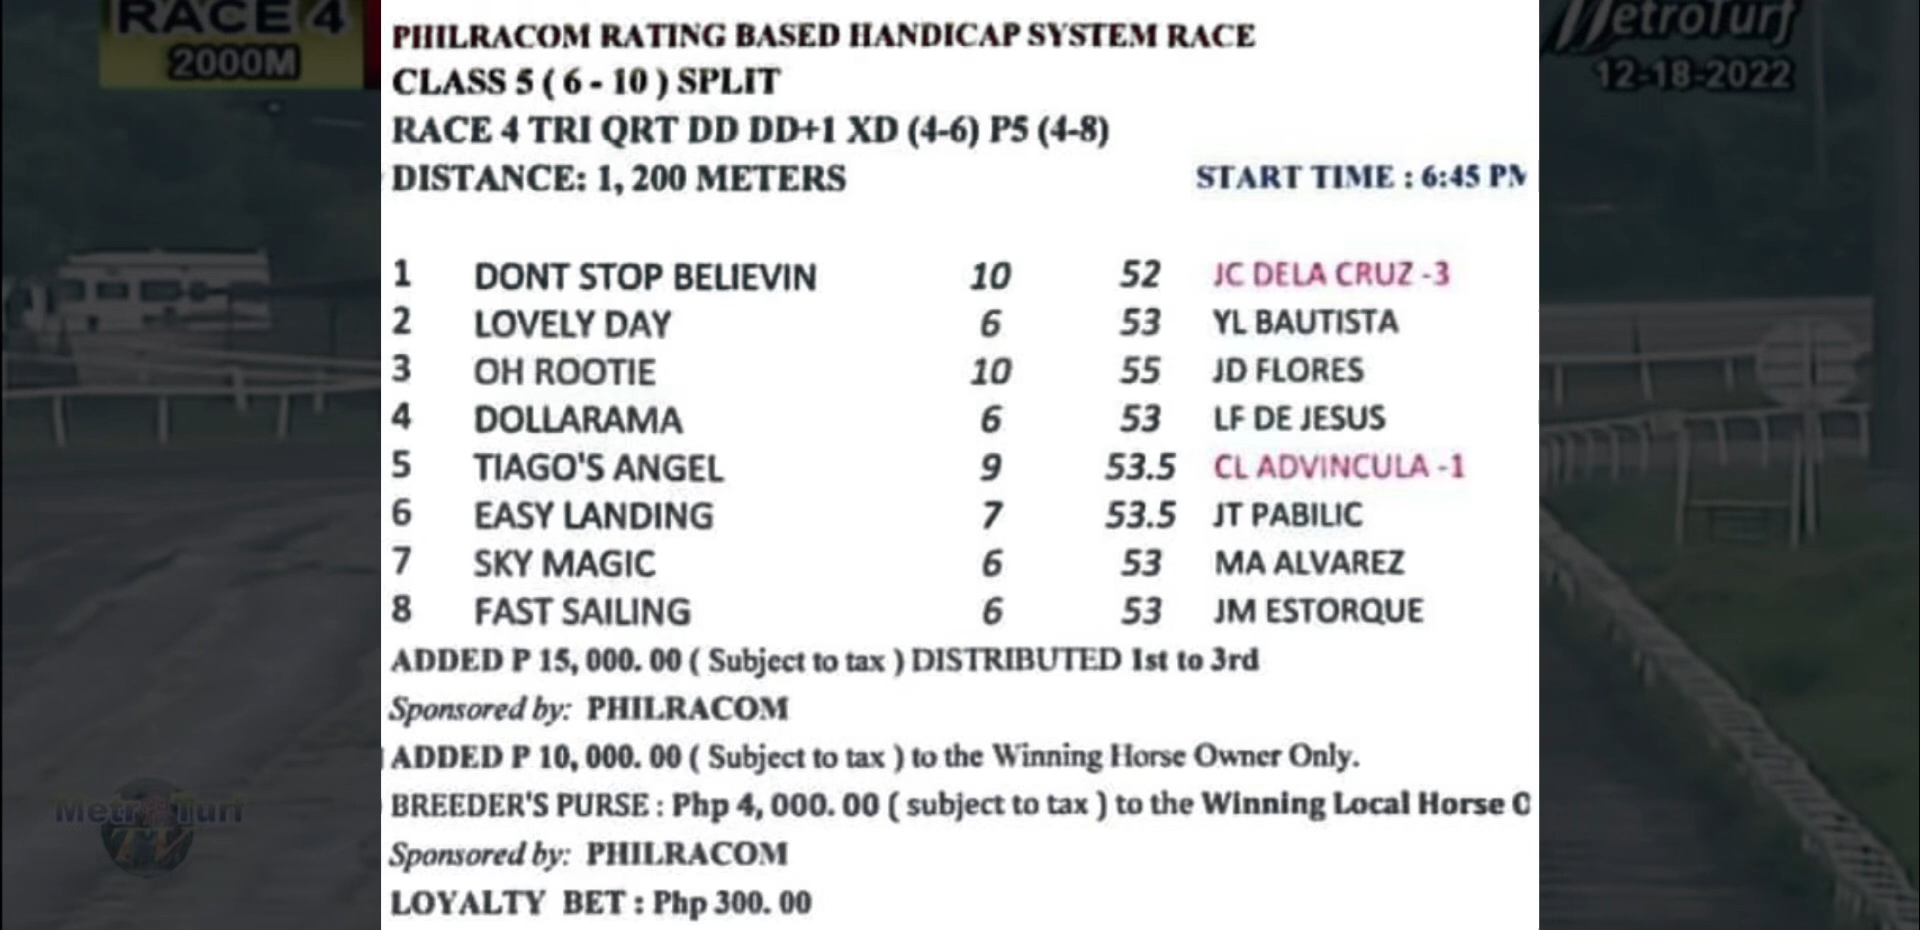 RACE 4
2000M
MetroTurf
12-18-2022
PHILRACOM RATING BASED HANDICAP SYSTEM RACE
CLASS 5 ( 6 - 10 ) SPLIT
RACE 4 TRI QRT DD DD+1 XD (4-6) P5 (4-8)
DISTANCE: 1, 200 METERS START TIME : 6:45 PM
1 DONT STOP BELIEVIN 10 52 JC DELA CRUZ -3
2 LOVELY DAY 6 53 YL BAUTISTA
3 OH ROOTIE 10 55 JD FLORES
4 DOLLARAMA 6 53 LF DE JESUS
5 TIAGO'S ANGEL 9 53.5 CL ADVINCULA -1
6 EASY LANDING 7 53.5 JT PABILIC
7 SKY MAGIC 6 53 MA ALVAREZ
8 FAST SAILING 6 53 JM ESTORQUE
ADDED P 15, 000. 00 ( Subject to tax ) DISTRIBUTED 1st to 3rd
Sponsored by: PHILRACOM
ADDED P 10, 000. 00 ( Subject to tax ) to the Winning Horse Owner Only.
BREEDER'S PURSE : Php 4, 000. 00 ( subject to tax ) to the Winning Local Horse
Sponsored by: PHILRACOM
LOYALTY BET : Php 300. 00
MetroTurf